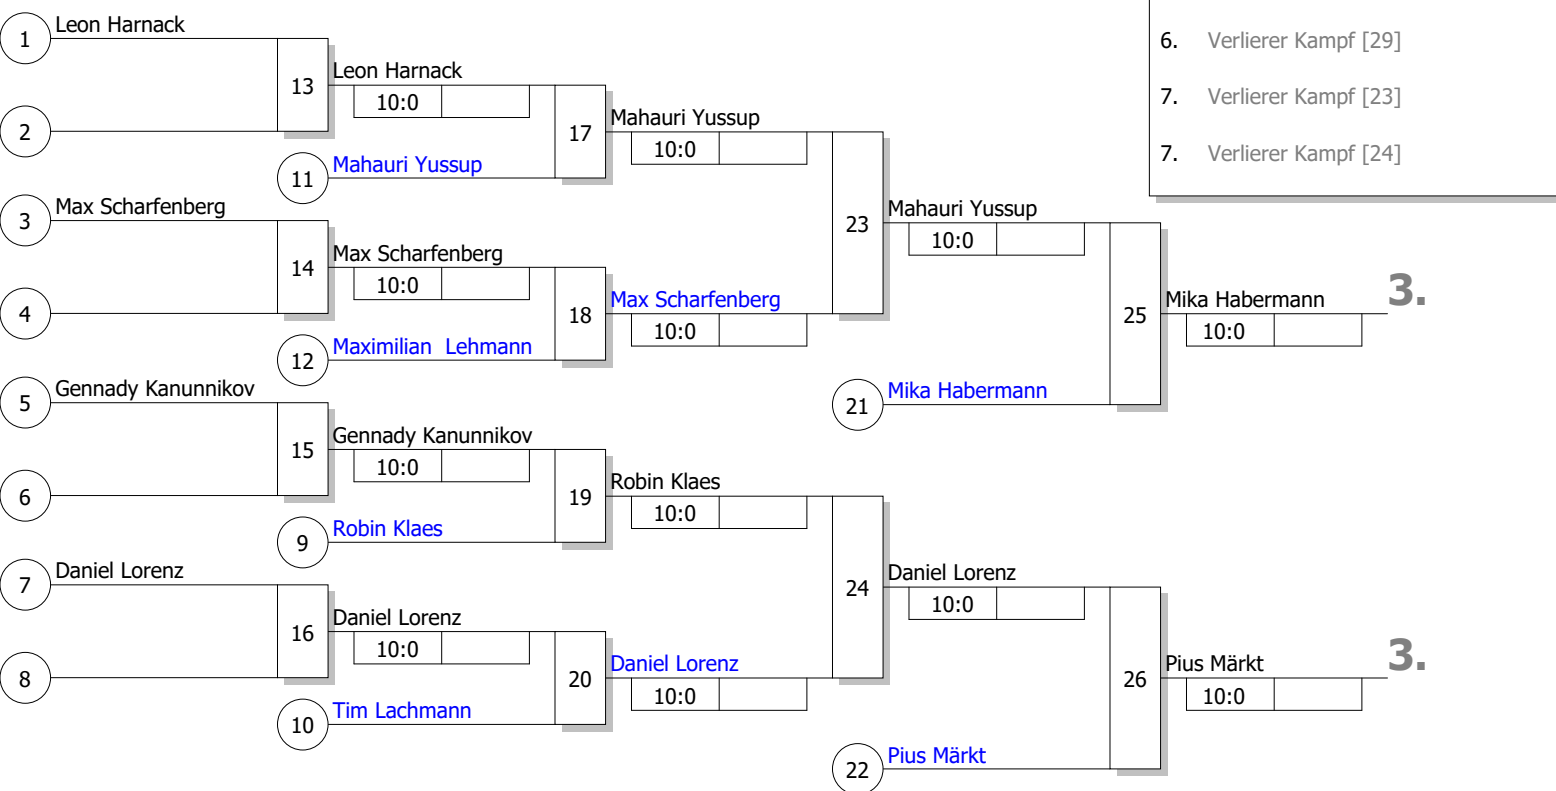 1 Leon Harnack
6. Verlierer Kampf [29]
13 Leon Harnack
10:0
7. Verlierer Kampf [23]
2
17 Mahauri Yussup
10:0
7. Verlierer Kampf [24]
11 Mahauri Yussup
3 Max Scharfenberg
23 Mahauri Yussup
10:0
14 Max Scharfenberg
10:0
4
18 Max Scharfenberg
10:0
25 Mika Habermann 3.
10:0
12 Maximilian Lehmann
5 Gennady Kanunnikov
21 Mika Habermann
15 Gennady Kanunnikov
10:0
6
19 Robin Klaes
10:0
9 Robin Klaes
7 Daniel Lorenz
24 Daniel Lorenz
10:0
16 Daniel Lorenz
10:0
8
20 Daniel Lorenz
10:0
26 Pius Märkt 3.
10:0
10 Tim Lachmann
22 Pius Märkt